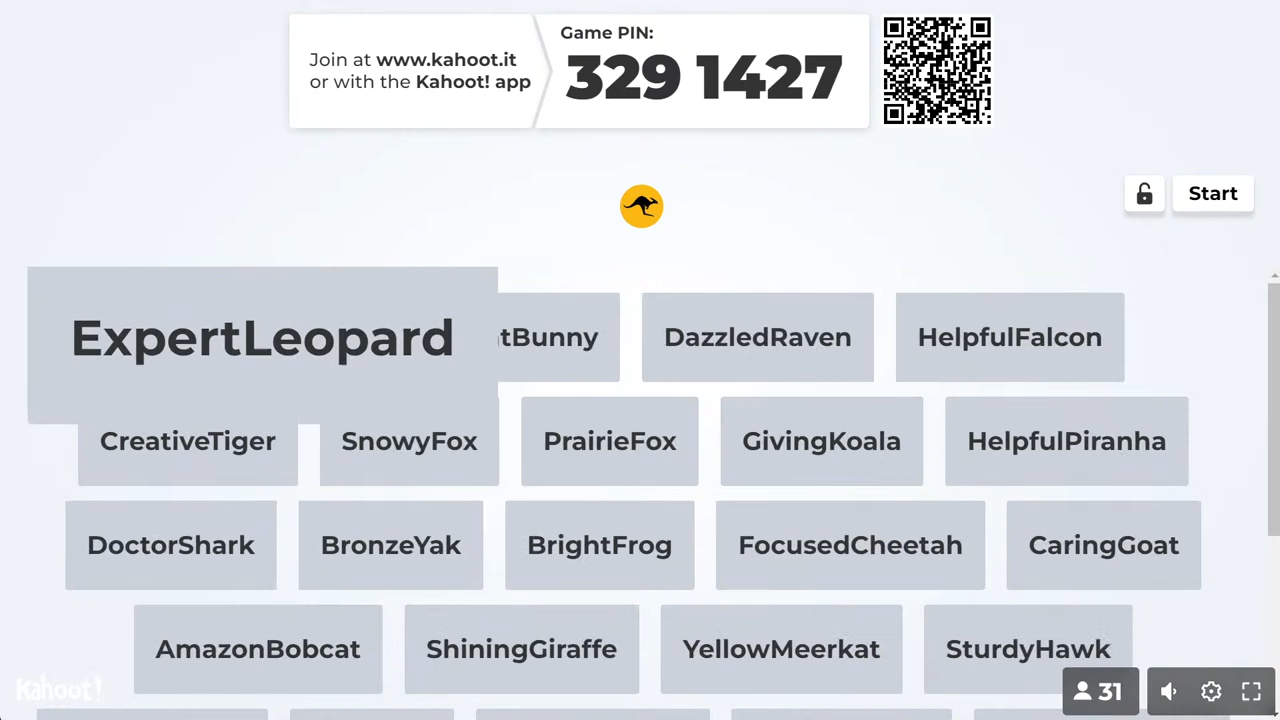 Join at www.kahoot.it
or with the Kahoot! app
Game PIN:
329 1427
Start
ExpertLeopard
tBunny
DazzledRaven
HelpfulFalcon
CreativeTiger
SnowyFox
PrairieFox
GivingKoala
HelpfulPiranha
DoctorShark
BronzeYak
BrightFrog
FocusedCheetah
CaringGoat
AmazonBobcat
ShiningGiraffe
YellowMeerkat
SturdyHawk
Kahoot!
31